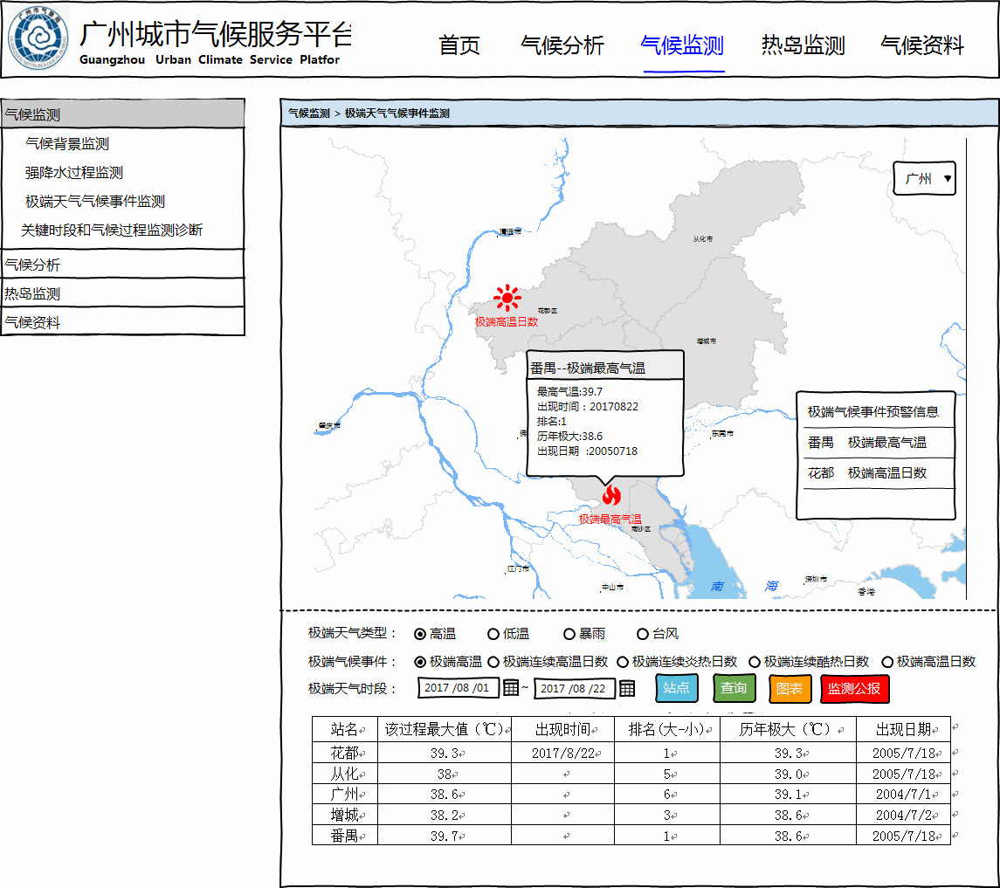 广州城市气候服务平台
Guangzhou Urban Climate Service Platfor
首页 气候分析 气候监测 热岛监测 气候资料
气候监测
气候背景监测
强降水过程监测
极端天气气候事件监测
关键时段和气候过程监测诊断
气候分析
热岛监测
气候资料
气候监测 > 极端天气气候事件监测
广州
清远市
从化市
花都区
极端高温日数
增城市
番禺--极端最高气温
最高气温:39.7
出现时间：20170822
排名:1
历年极大:38.6
出现日期 :20050718
肇庆市
佛
东莞市
极端气候事件预警信息
番禺 极端最高气温
花都 极端高温日数
极端最高气温
南沙区
江门市
中山市
南 海
深圳市
香港
极端天气类型： 高温 低温 暴雨 台风
极端气候事件： 极端高温 极端连续高温日数 极端连续炎热日数 极端连续酷热日数 极端高温日数
极端天气时段： 2017 /08 /01 ~ 2017 /08 /22 站点 查询 图表 监测公报
站名 该过程最大值（℃） 出现时间 排名(大-小) 历年极大（℃） 出现日期
花都 39.3 2017/8/22 1 39.3 2005/7/18
从化 38 5 39.0 2005/7/18
广州 38.6 6 39.1 2004/7/1
增城 38.2 3 38.6 2004/7/2
番禺 39.7 1 38.6 2005/7/18